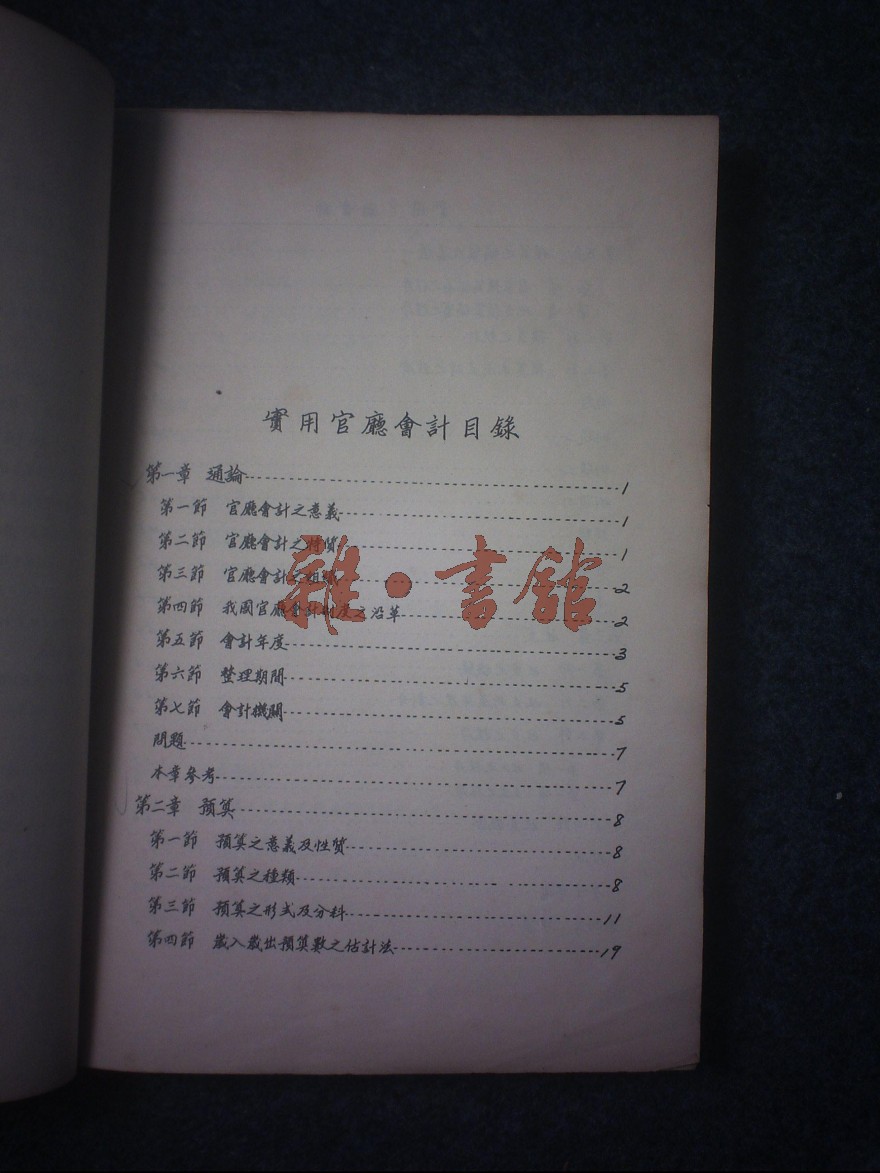 實用官廳會計目錄
第一章 通論 1
第一節 官廳會計之意義 1
第二節 官廳會計之特質 1
第三節 官廳會計之組織 2
第四節 我國官廳會計制度之沿革 2
第五節 會計年度 3
第六節 整理期間 5
第七節 會計機關 5
問題 7
本章參考 7
第二章 預算 8
第一節 預算之意義及性質 8
第二節 預算之種類 8
第三節 預算之形式及分科 11
第四節 歲入歲出預算數之估計法 19
雜·書館